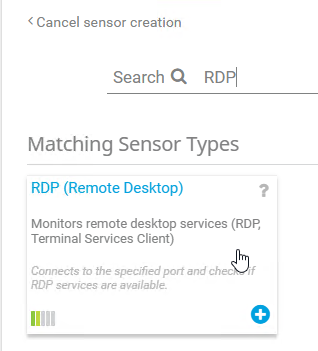 Cancel sensor creation
Search RDP
Matching Sensor Types
RDP (Remote Desktop) ?
Monitors remote desktop services (RDP,
Terminal Services Client)
Connects to the specified port and checks if
RDP services are available.